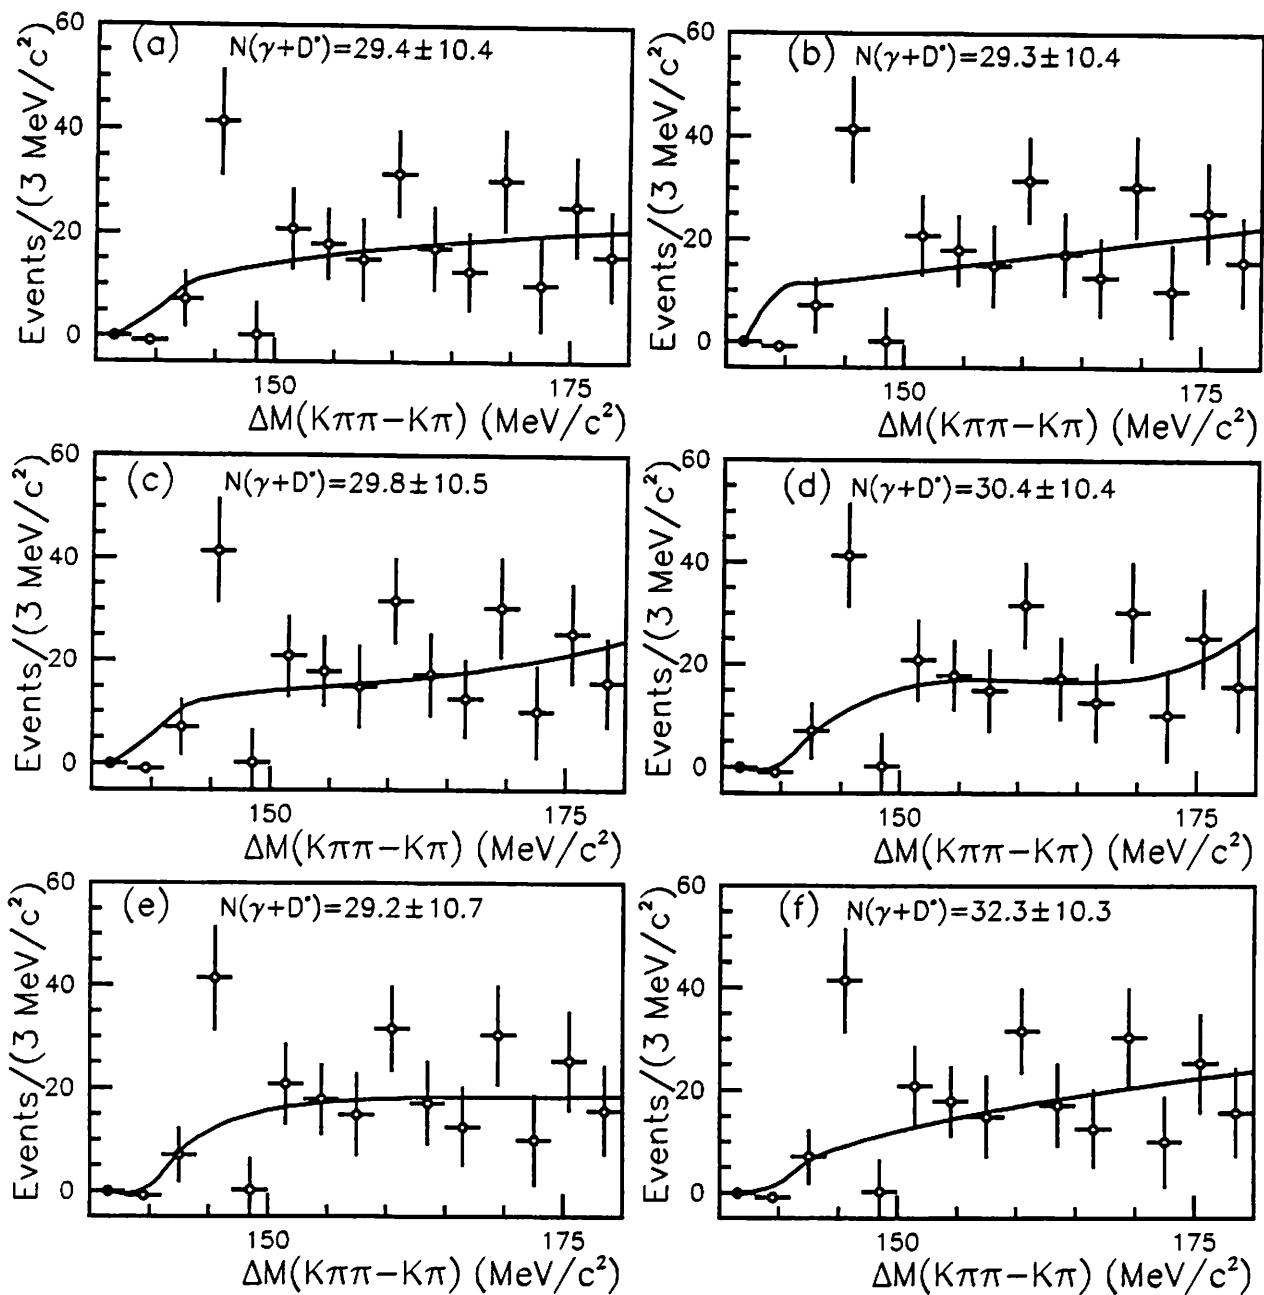 (a) N(γ+D*)=29.4±10.4
Events/(3 MeV/c²)
60
40
20
0
150 175
ΔM(Kππ−Kπ) (MeV/c²)
(b) N(γ+D*)=29.3±10.4
Events/(3 MeV/c²)
60
40
20
0
150 175
ΔM(Kππ−Kπ) (MeV/c²)
(c) N(γ+D*)=29.8±10.5
Events/(3 MeV/c²)
60
40
20
0
150 175
ΔM(Kππ−Kπ) (MeV/c²)
(d) N(γ+D*)=30.4±10.4
Events/(3 MeV/c²)
60
40
20
0
150 175
ΔM(Kππ−Kπ) (MeV/c²)
(e) N(γ+D*)=29.2±10.7
Events/(3 MeV/c²)
60
40
20
0
150 175
ΔM(Kππ−Kπ) (MeV/c²)
(f) N(γ+D*)=32.3±10.3
Events/(3 MeV/c²)
60
40
20
0
150 175
ΔM(Kππ−Kπ) (MeV/c²)